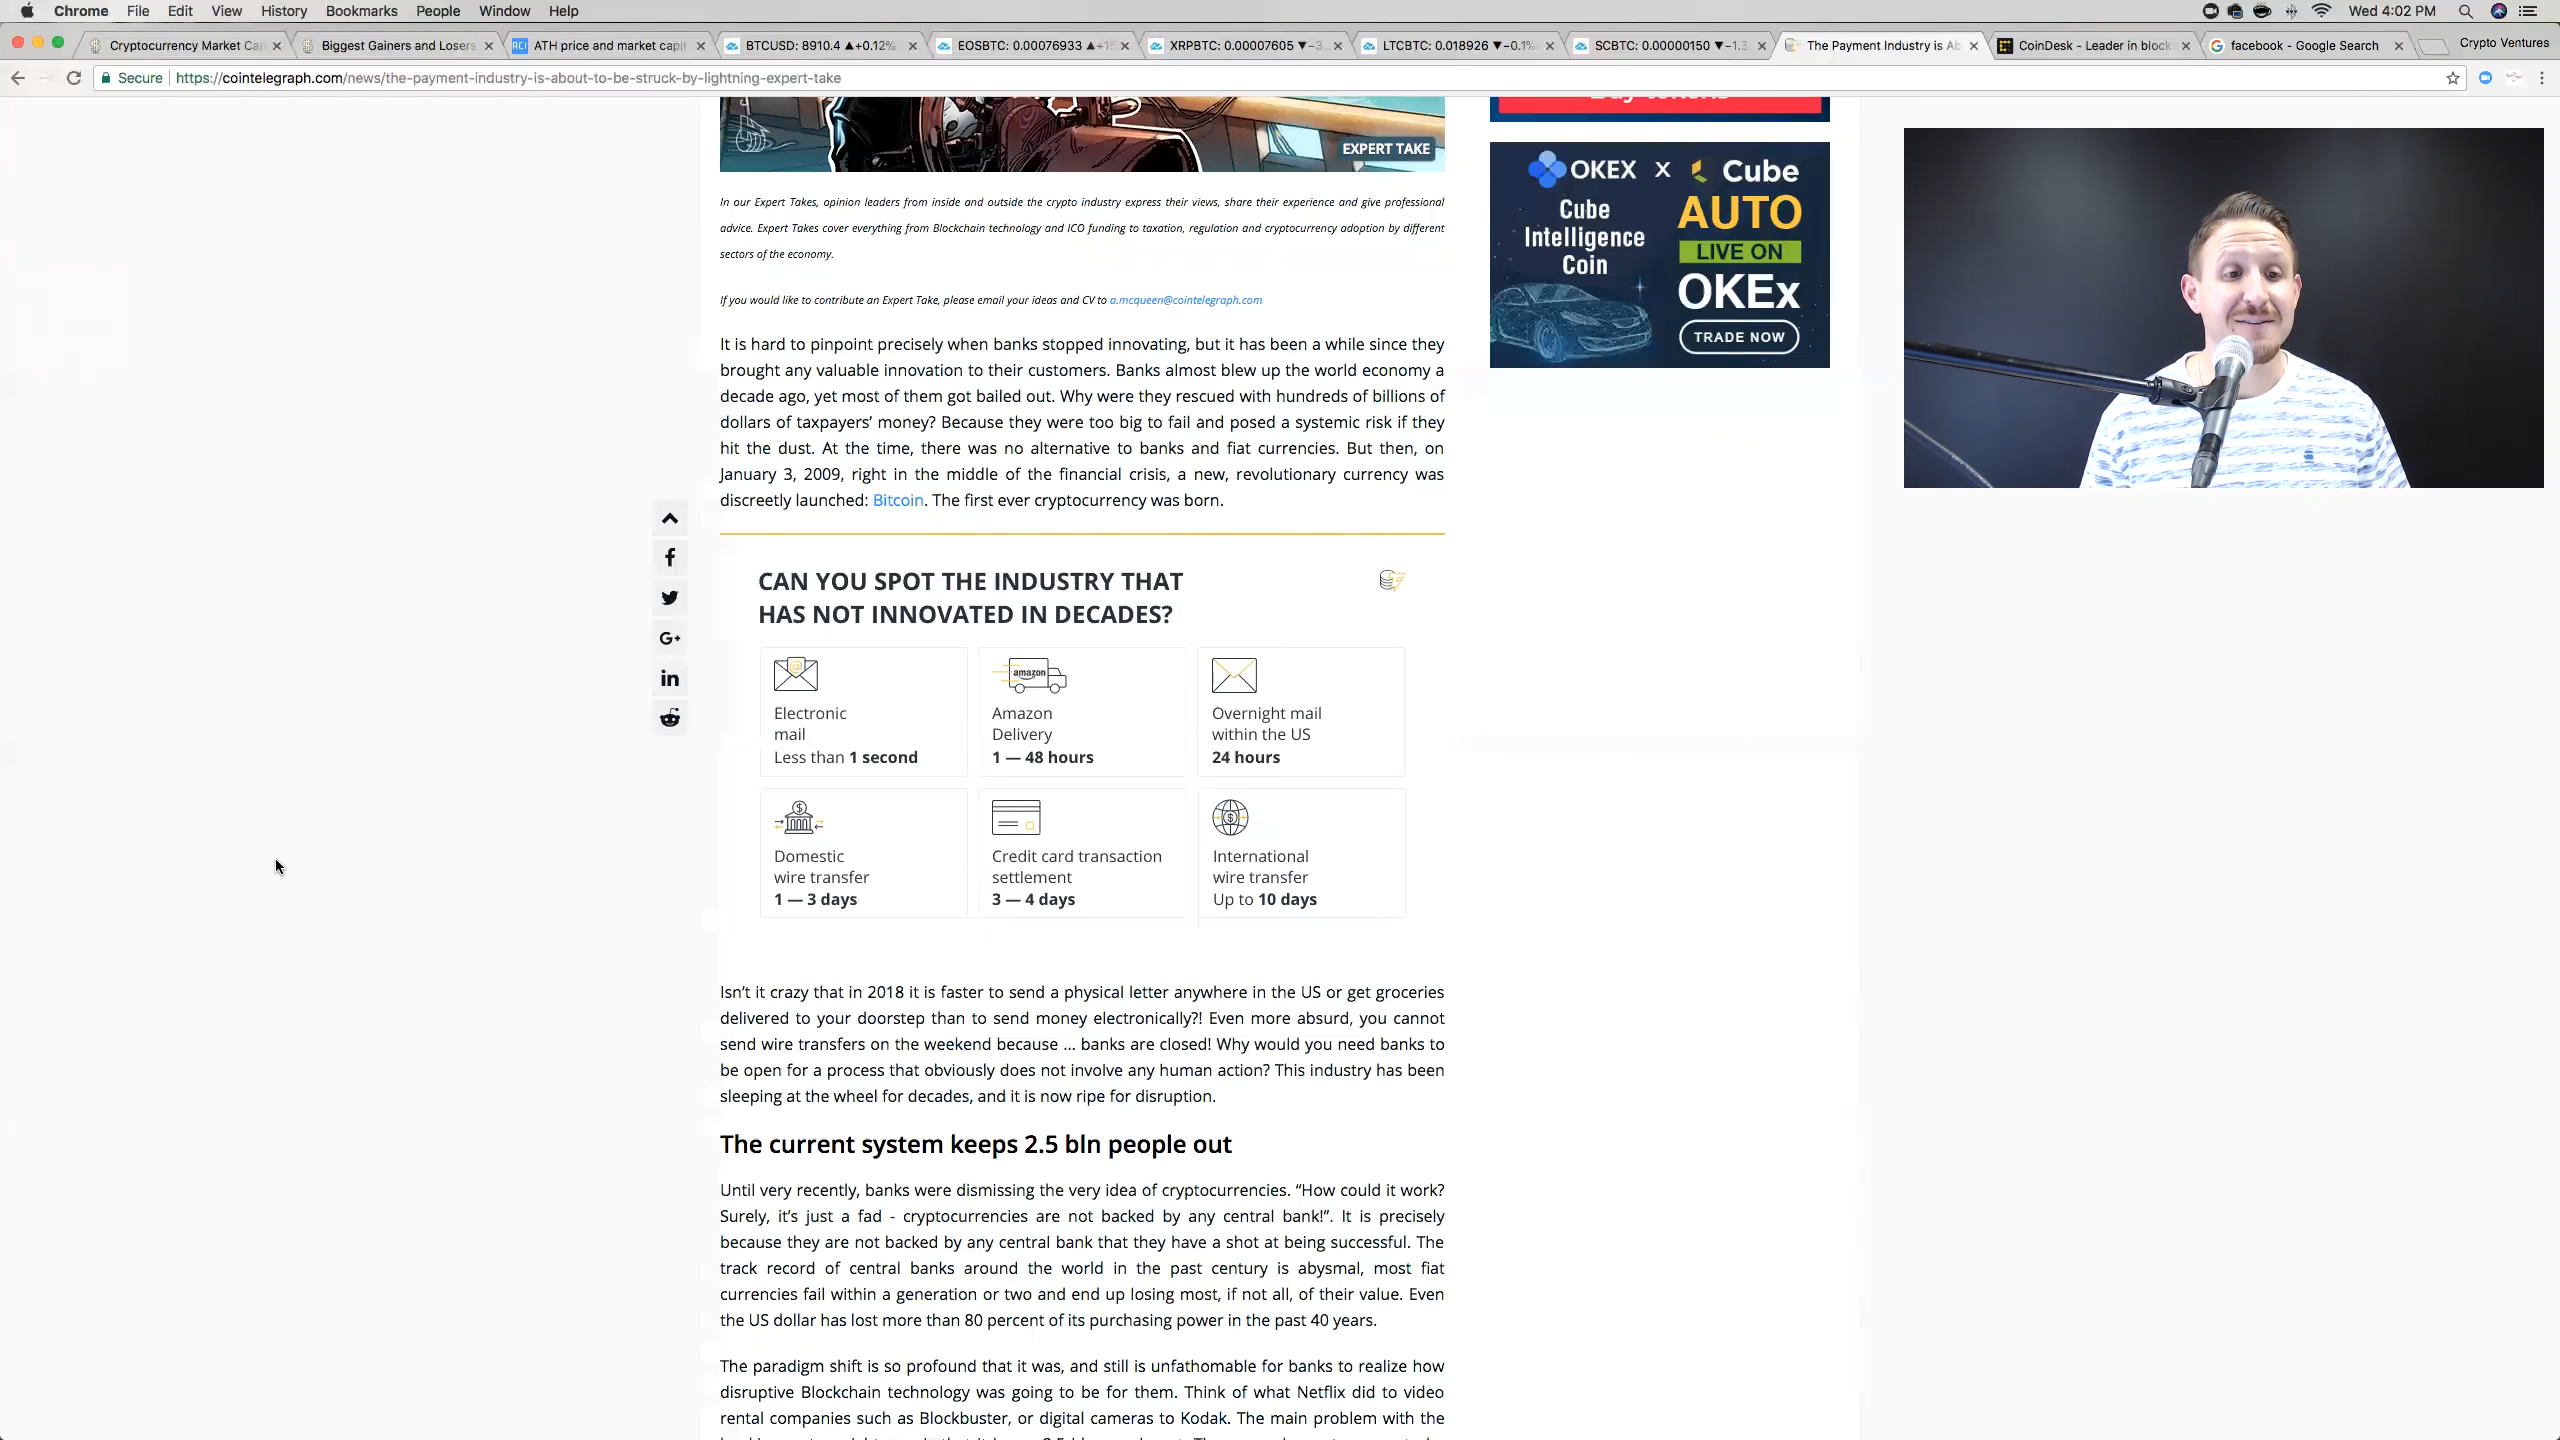 Chrome File Edit View History Bookmarks People Window Help
Wed 4:02 PM
Cryptocurrency Market Ca
Biggest Gainers and Losers
ACI ATH price and market capit
BTCUSD: 8910.4 ▲+0.12%
EOSBTC: 0.00076933 ▲+1
XRPBTC: 0.00007605 ▼−3
LTCBTC: 0.018926 ▼−0.1%
SCBTC: 0.00000150 ▼−1.3
The Payment Industry is Ab
CoinDesk - Leader in block
facebook - Google Search
Crypto Ventures
Secure | https://cointelegraph.com/news/the-payment-industry-is-about-to-be-struck-by-lightning-expert-take
EXPERT TAKE
Buy tokens
OKEX X Cube
Cube
Intelligence
Coin
AUTO
LIVE ON
OKEx
TRADE NOW
In our Expert Takes, opinion leaders from inside and outside the crypto industry express their views, share their experience and give professional
advice. Expert Takes cover everything from Blockchain technology and ICO funding to taxation, regulation and cryptocurrency adoption by different
sectors of the economy.
If you would like to contribute an Expert Take, please email your ideas and CV to a.mcqueen@cointelegraph.com
It is hard to pinpoint precisely when banks stopped innovating, but it has been a while since they
brought any valuable innovation to their customers. Banks almost blew up the world economy a
decade ago, yet most of them got bailed out. Why were they rescued with hundreds of billions of
dollars of taxpayers’ money? Because they were too big to fail and posed a systemic risk if they
hit the dust. At the time, there was no alternative to banks and fiat currencies. But then, on
January 3, 2009, right in the middle of the financial crisis, a new, revolutionary currency was
discreetly launched: Bitcoin. The first ever cryptocurrency was born.
CAN YOU SPOT THE INDUSTRY THAT
HAS NOT INNOVATED IN DECADES?
Electronic
mail
Less than 1 second
amazon
Amazon
Delivery
1 — 48 hours
Overnight mail
within the US
24 hours
Domestic
wire transfer
1 — 3 days
Credit card transaction
settlement
3 — 4 days
International
wire transfer
Up to 10 days
Isn’t it crazy that in 2018 it is faster to send a physical letter anywhere in the US or get groceries
delivered to your doorstep than to send money electronically?! Even more absurd, you cannot
send wire transfers on the weekend because ... banks are closed! Why would you need banks to
be open for a process that obviously does not involve any human action? This industry has been
sleeping at the wheel for decades, and it is now ripe for disruption.
The current system keeps 2.5 bln people out
Until very recently, banks were dismissing the very idea of cryptocurrencies. “How could it work?
Surely, it’s just a fad - cryptocurrencies are not backed by any central bank!”. It is precisely
because they are not backed by any central bank that they have a shot at being successful. The
track record of central banks around the world in the past century is abysmal, most fiat
currencies fail within a generation or two and end up losing most, if not all, of their value. Even
the US dollar has lost more than 80 percent of its purchasing power in the past 40 years.
The paradigm shift is so profound that it was, and still is unfathomable for banks to realize how
disruptive Blockchain technology was going to be for them. Think of what Netflix did to video
rental companies such as Blockbuster, or digital cameras to Kodak. The main problem with the